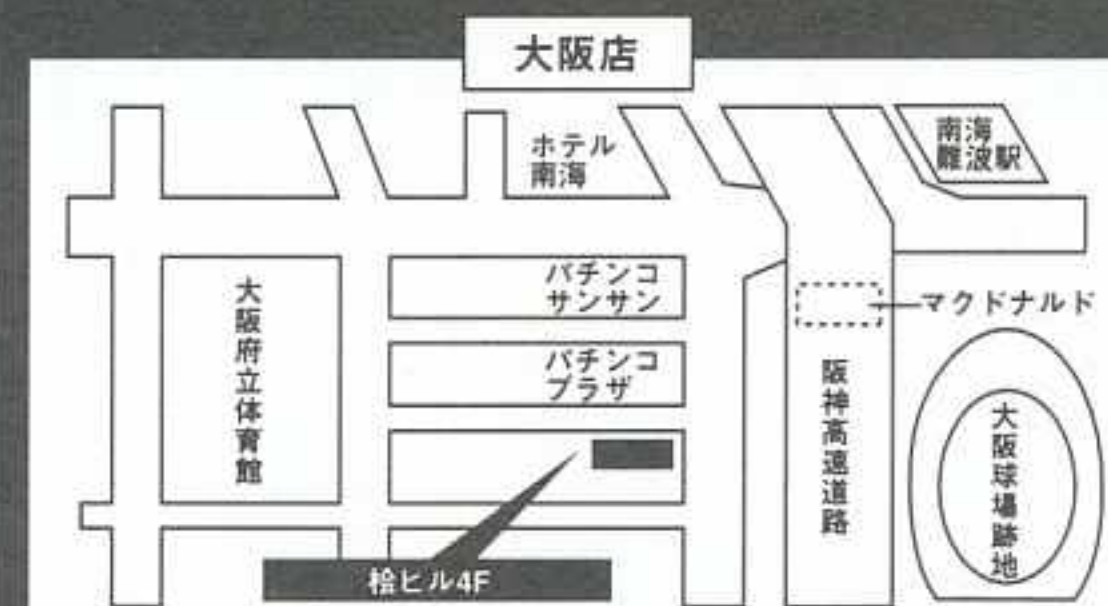 大阪店
ホテル
南海
南海
難波駅
パチンコ
サンサン
マクドナルド
大阪府立体育館
パチンコ
プラザ
阪神高速道路
大阪球場跡地
桧ビル4F